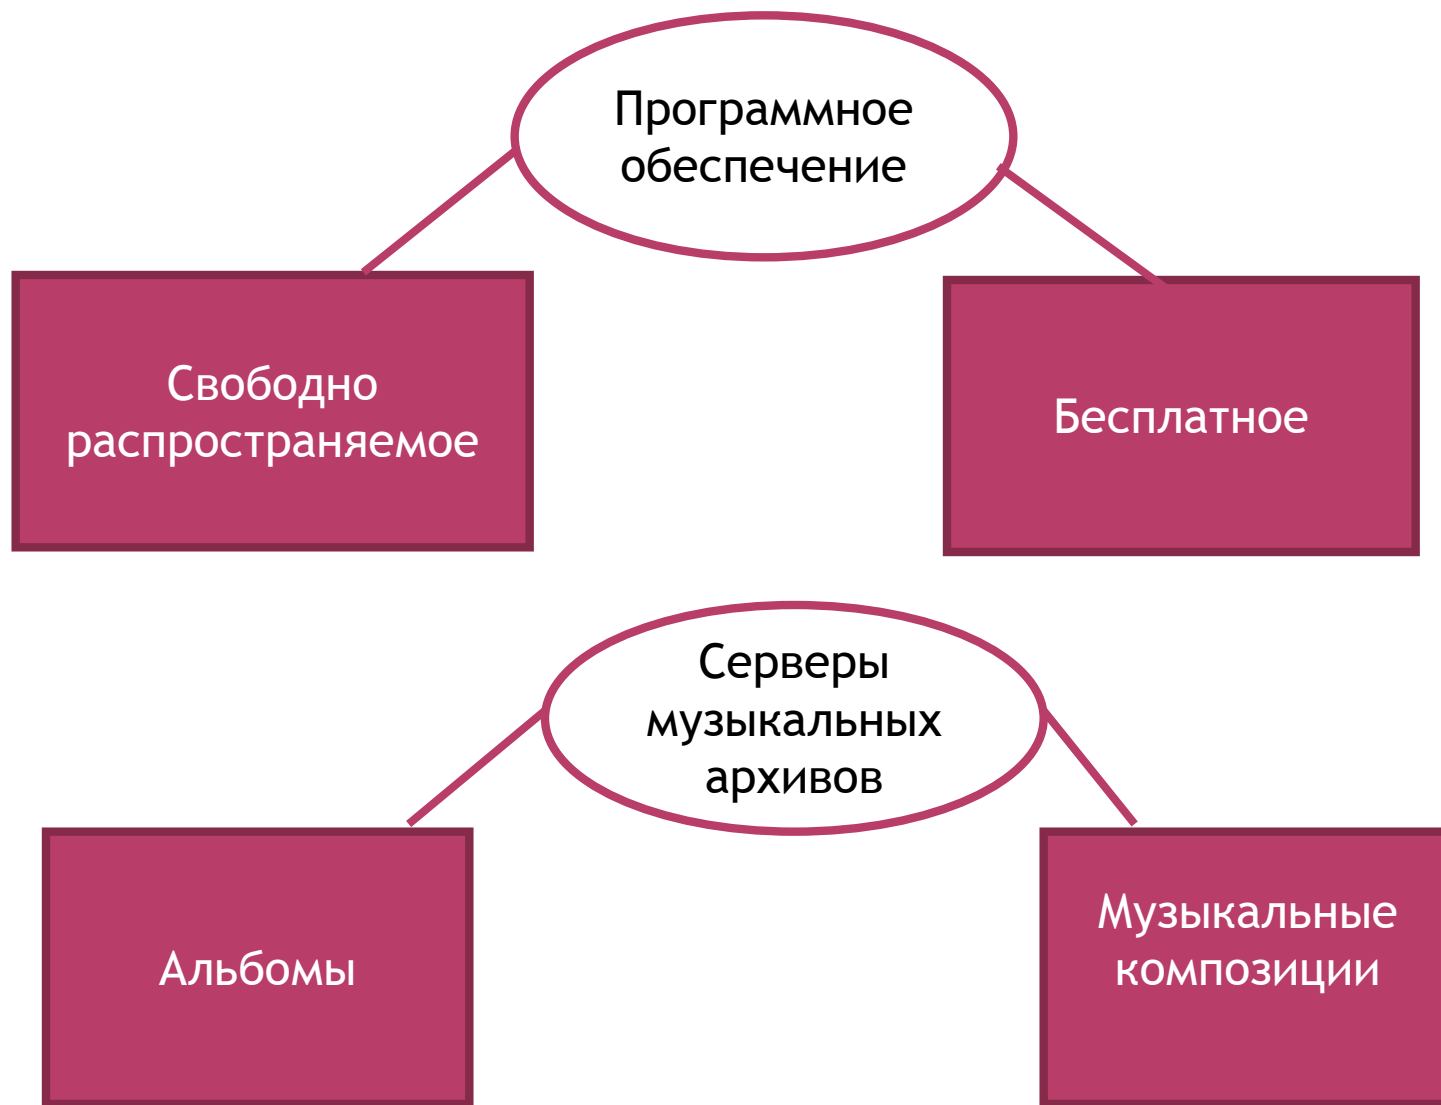 Программное
обеспечение
Свободно
распространяемое
Бесплатное
Серверы
музыкальных
архивов
Альбомы
Музыкальные
композиции